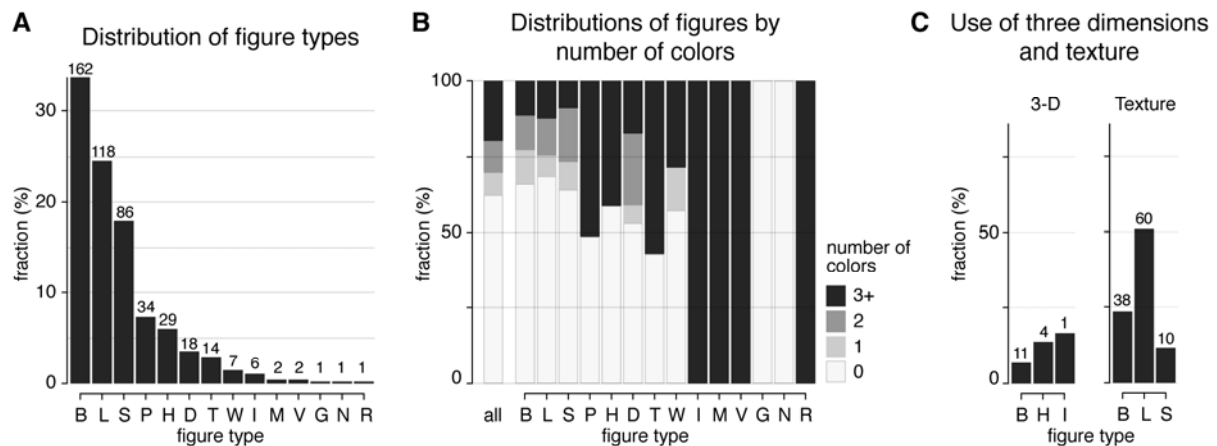 A Distribution of figure types
fraction (%)
30
20
10
0
162
118
86
34
29
18
14
7
6
2
2
1
1
1
B L S P H D T W I M V G N R
figure type
B Distributions of figures by
number of colors
fraction (%)
100
50
0
all B L S P H D T W I M V G N R
figure type
number of
colors
3+
2
1
0
C Use of three dimensions
and texture
3-D
fraction (%)
50
0
11
4
1
B H I
Texture
38
60
10
B L S
figure type